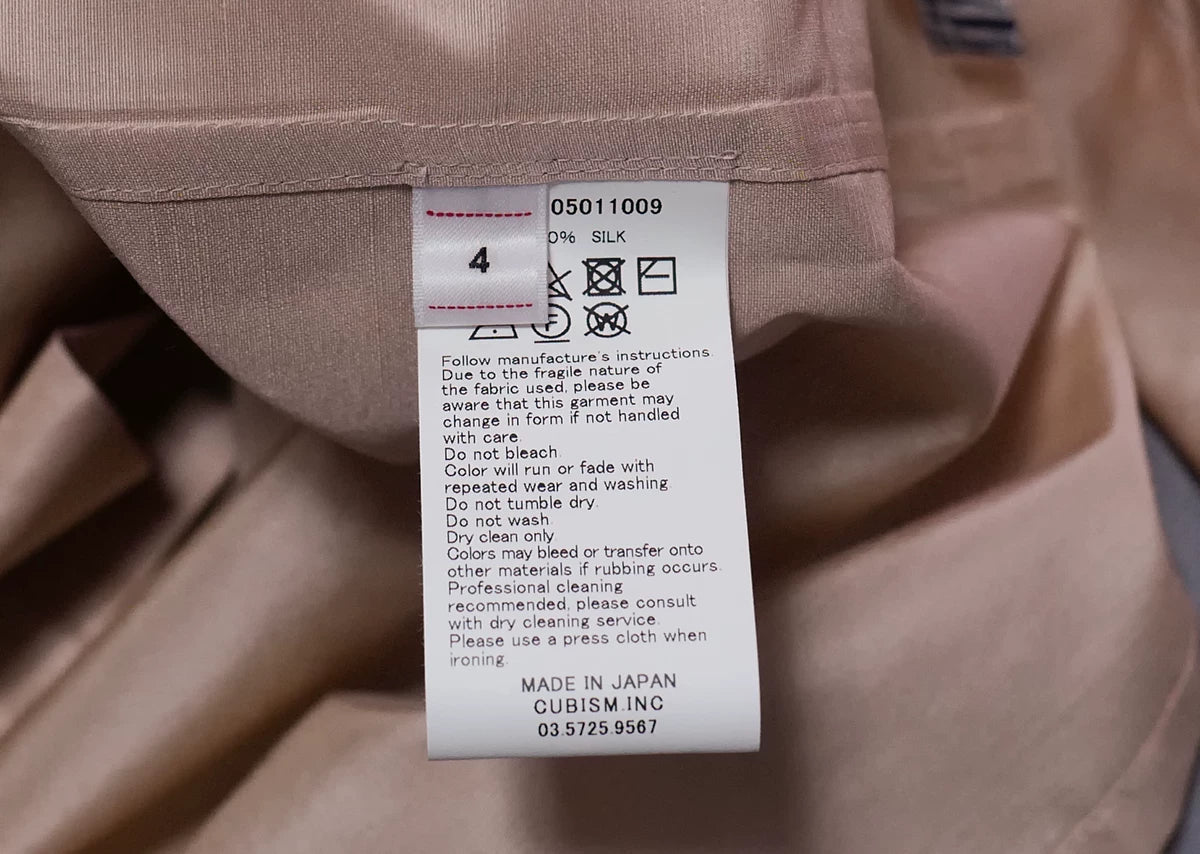 4
05011009
0% SILK
F
W
Follow manufacture's instructions.
Due to the fragile nature of
the fabric used, please be
aware that this garment may
change in form if not handled
with care.
Do not bleach.
Color will run or fade with
repeated wear and washing.
Do not tumble dry.
Do not wash.
Dry clean only.
Colors may bleed or transfer onto
other materials if rubbing occurs.
Professional cleaning
recommended, please consult
with dry cleaning service.
Please use a press cloth when
ironing.
MADE IN JAPAN
CUBISM.INC
03.5725.9567